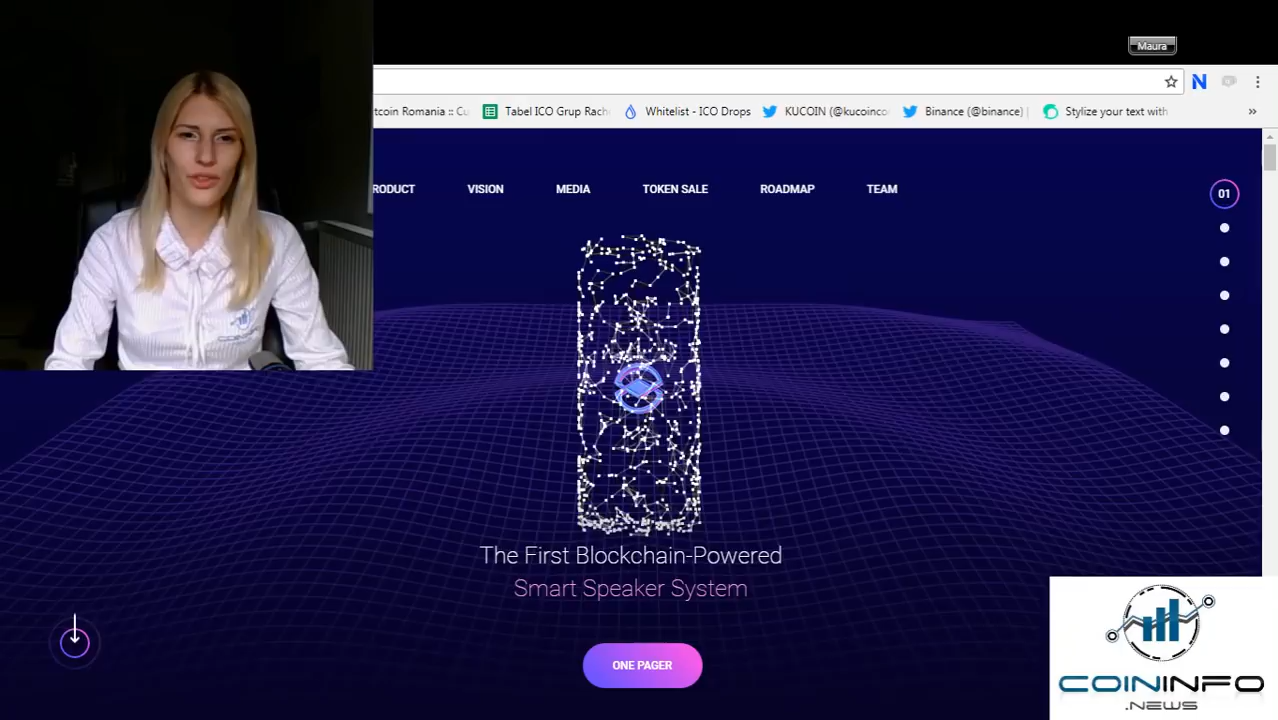 Maura
tcoin Romania :: Cu
Tabel ICO Grup Rach
Whitelist - ICO Drops
KUCOIN (@kucoinco
Binance (@binance) |
Stylize your text with
»
RODUCT
VISION
MEDIA
TOKEN SALE
ROADMAP
TEAM
01
The First Blockchain-Powered
Smart Speaker System
ONE PAGER
COININFO
.NEWS